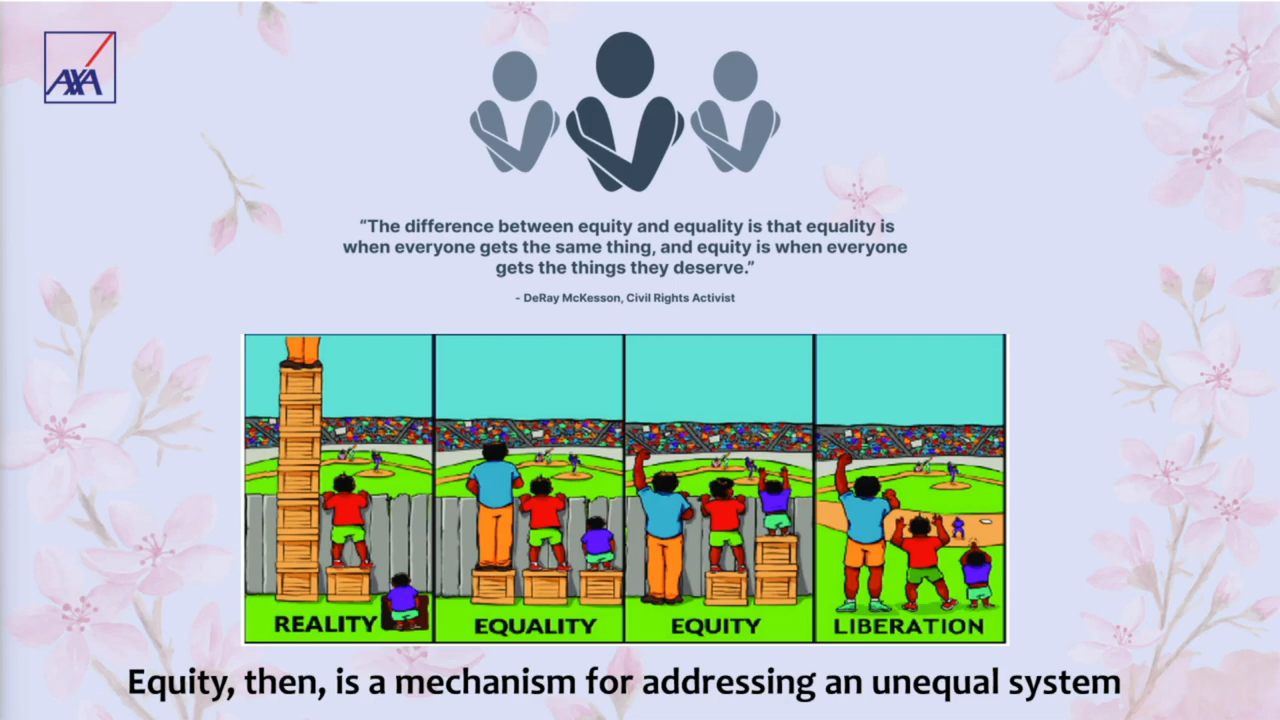 AXA
“The difference between equity and equality is that equality is
when everyone gets the same thing, and equity is when everyone
gets the things they deserve.”
- DeRay McKesson, Civil Rights Activist
REALITY
EQUALITY
EQUITY
LIBERATION
Equity, then, is a mechanism for addressing an unequal system